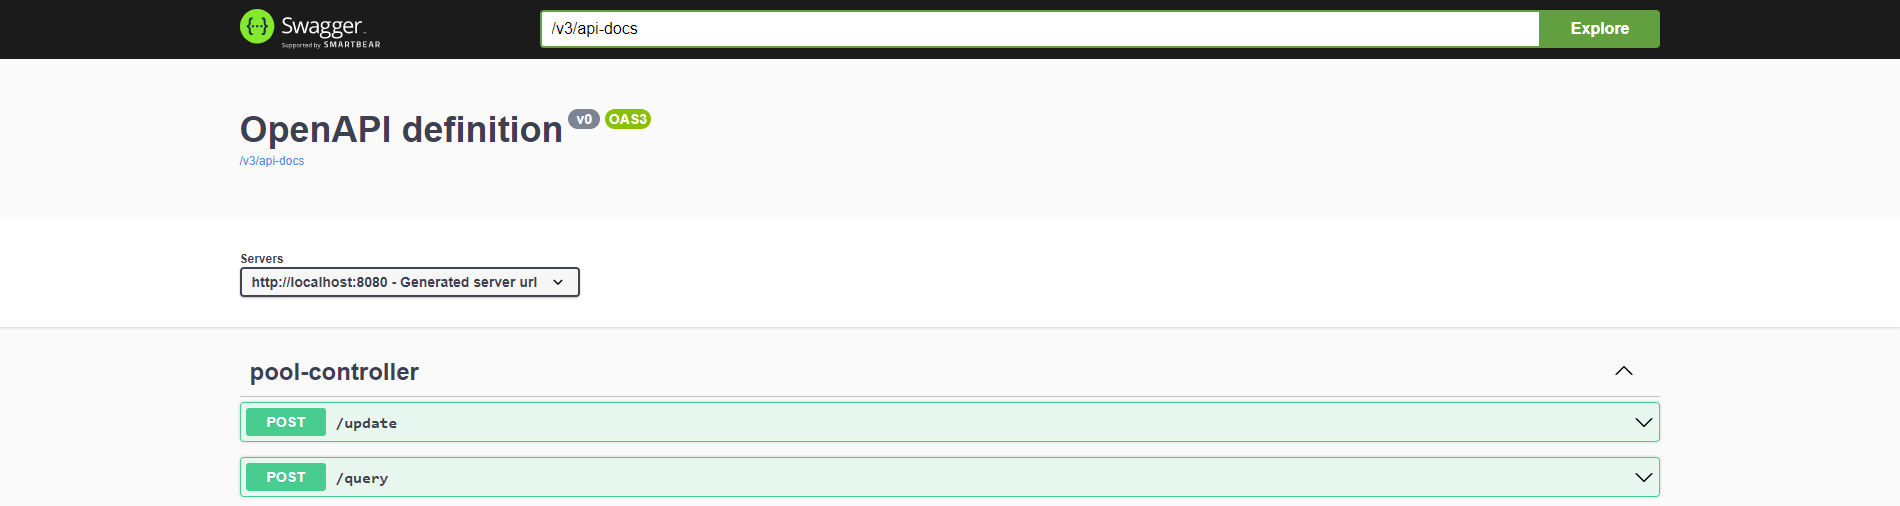 Swagger
Supported by SMARTBEAR
/v3/api-docs
Explore
OpenAPI definition v0 OAS3
/v3/api-docs
Servers
http://localhost:8080 - Generated server url
pool-controller
POST /update
POST /query